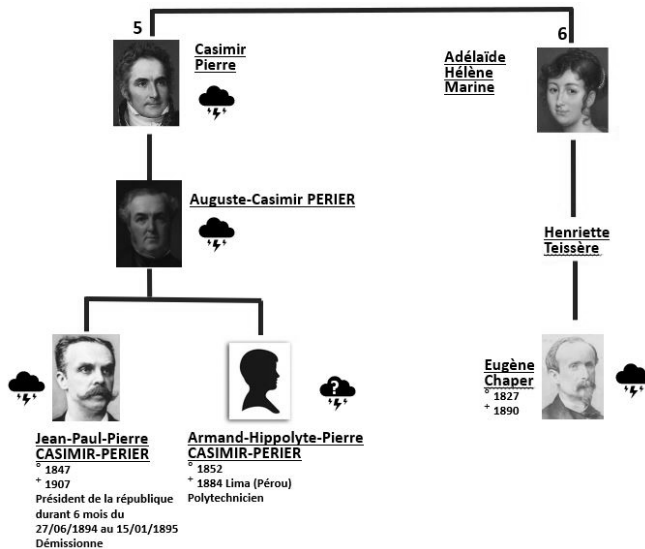 5
Casimir
Pierre
6
Adélaïde
Hélène
Marine
Auguste-Casimir PERIER
Henriette
Teissère
Jean-Paul-Pierre
CASIMIR-PERIER
° 1847
+ 1907
Président de la république
durant 6 mois du
27/06/1894 au 15/01/1895
Démissionne
?
Armand-Hippolyte-Pierre
CASIMIR-PERIER
° 1852
+ 1884 Lima (Pérou)
Polytechnicien
Eugène
Chaper
° 1827
+ 1890